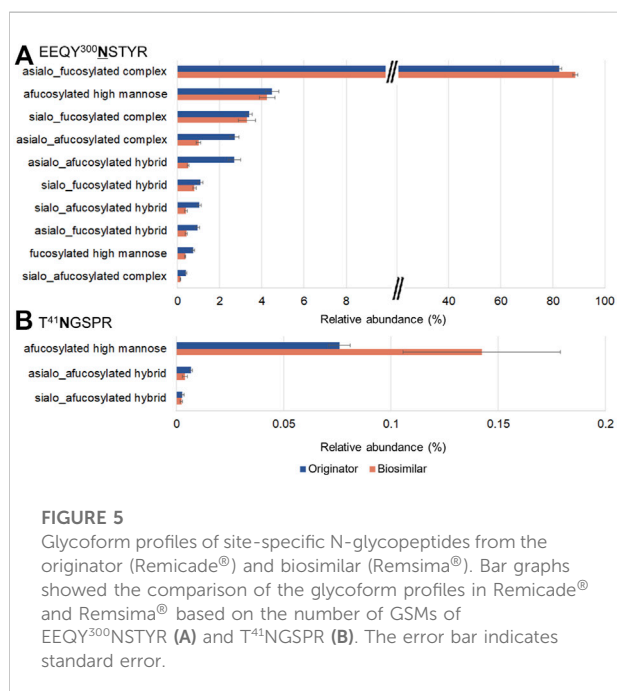 A EEQY³⁰⁰NSTYR
asialo_fucosylated complex
afucosylated high mannose
sialo_fucosylated complex
asialo_afucosylated complex
asialo_afucosylated hybrid
sialo_fucosylated hybrid
sialo_afucosylated hybrid
asialo_fucosylated hybrid
fucosylated high mannose
sialo_afucosylated complex
0 2 4 6 8 40 60 80 100
Relative abundance (%)
B T⁴¹NGSPR
afucosylated high mannose
asialo_afucosylated hybrid
sialo_afucosylated hybrid
0 0.05 0.1 0.15 0.2
Relative abundance (%)
Originator Biosimilar
FIGURE 5
Glycoform profiles of site-specific N-glycopeptides from the
originator (Remicade®) and biosimilar (Remsima®). Bar graphs
showed the comparison of the glycoform profiles in Remicade®
and Remsima® based on the number of GSMs of
EEQY³⁰⁰NSTYR (A) and T⁴¹NGSPR (B). The error bar indicates
standard error.